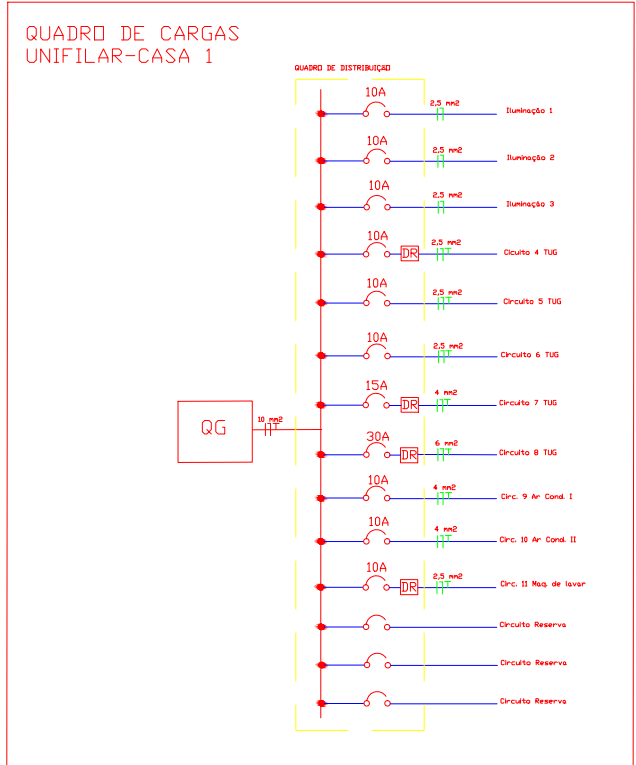 QUADRO DE CARGAS
UNIFILAR-CASA 1
QUADRO DE DISTRIBUIÇÃO
10A
2,5 mm2
Iluminação 1
10A
2,5 mm2
Iluminação 2
10A
2,5 mm2
Iluminação 3
10A
DR
2,5 mm2
Cicuito 4 TUG
10A
2,5 mm2
Circuito 5 TUG
10A
2,5 mm2
Circuito 6 TUG
15A
DR
4 mm2
Circuito 7 TUG
QG
10 mm2
30A
DR
6 mm2
Circuito 8 TUG
10A
4 mm2
Circ. 9 Ar Cond. I
10A
4 mm2
Circ. 10 Ar Cond. II
10A
DR
2,5 mm2
Circ. 11 Maq. de lavar
Circuito Reserva
Circuito Reserva
Circuito Reserva